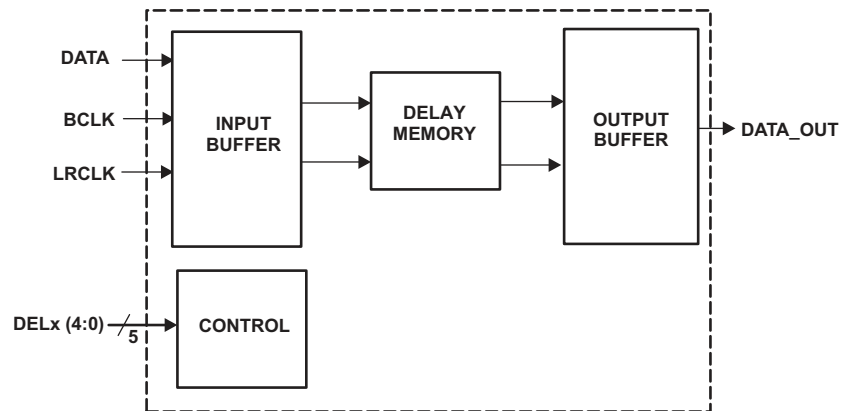 DATA
BCLK
LRCLK
INPUT
BUFFER
DELAY
MEMORY
OUTPUT
BUFFER
DATA_OUT
DELx (4:0)
5
CONTROL